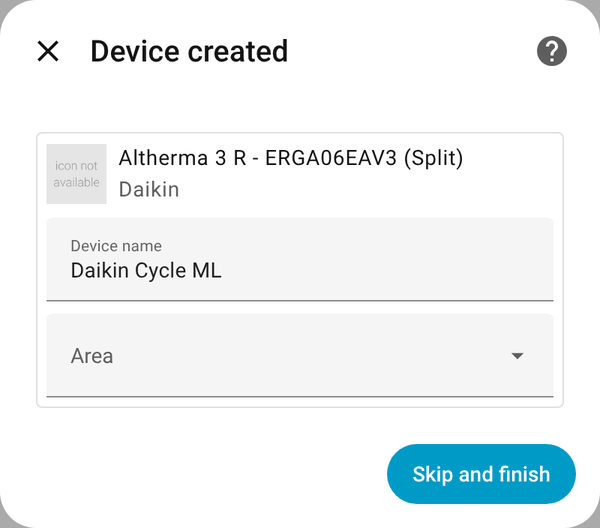 Device created
icon not
available
Altherma 3 R - ERGA06EAV3 (Split)
Daikin
Device name
Daikin Cycle ML
Area
Skip and finish